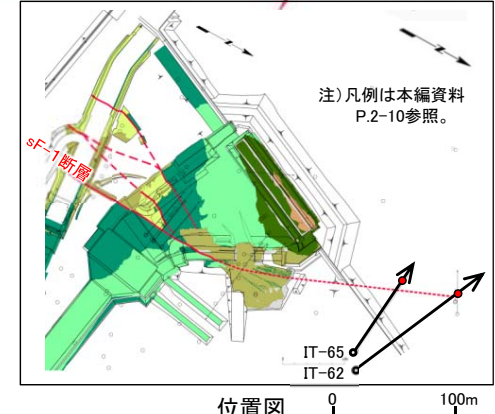 注)凡例は本編資料
P.2-10参照。
sF-1断層
IT-65
IT-62
位置図
0 100m